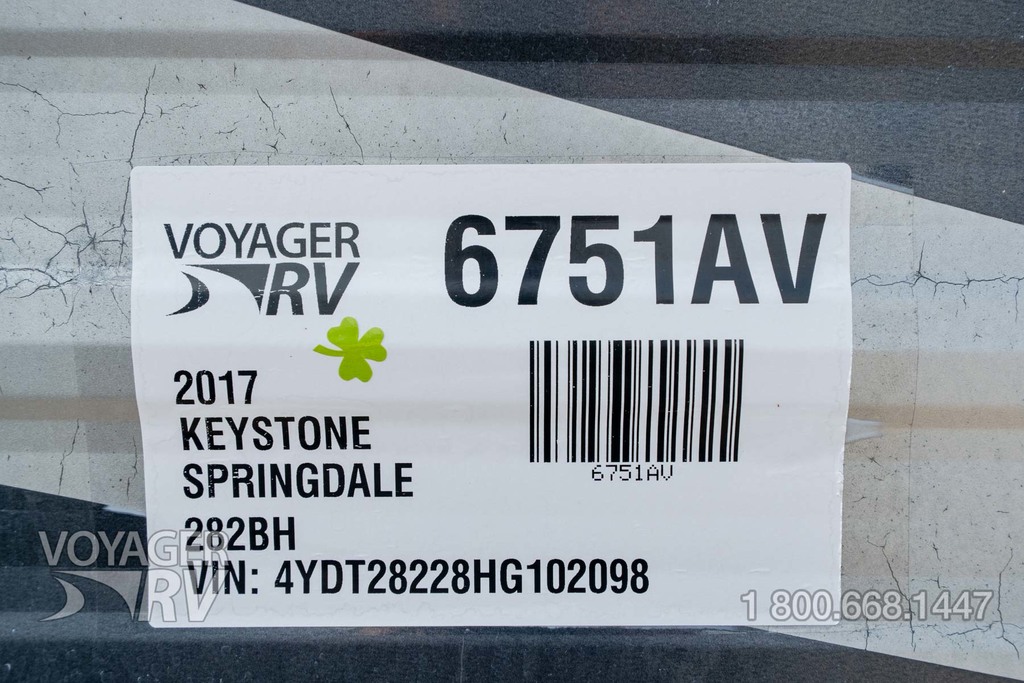 VOYAGER
RV
6751AV
2017
KEYSTONE
SPRINGDALE
6751AV
282BH
VIN: 4YDT28228HG102098
VOYAGER
RV
1 800.668.1447